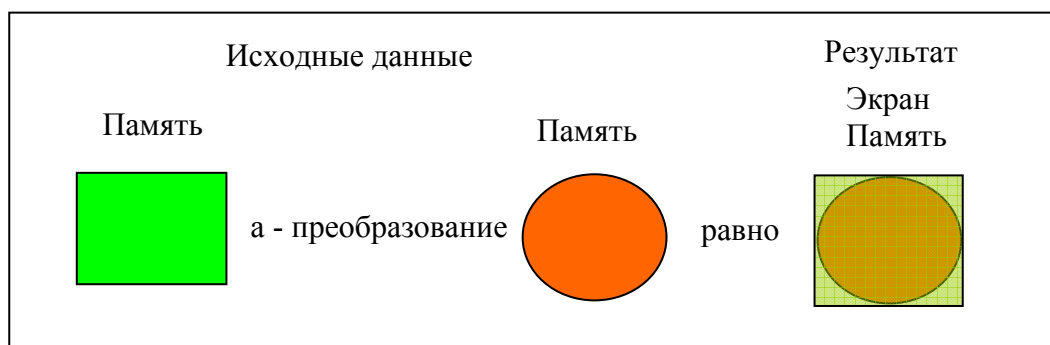 Исходные данные
Результат
Экран
Память
Память
Память
а - преобразование
равно